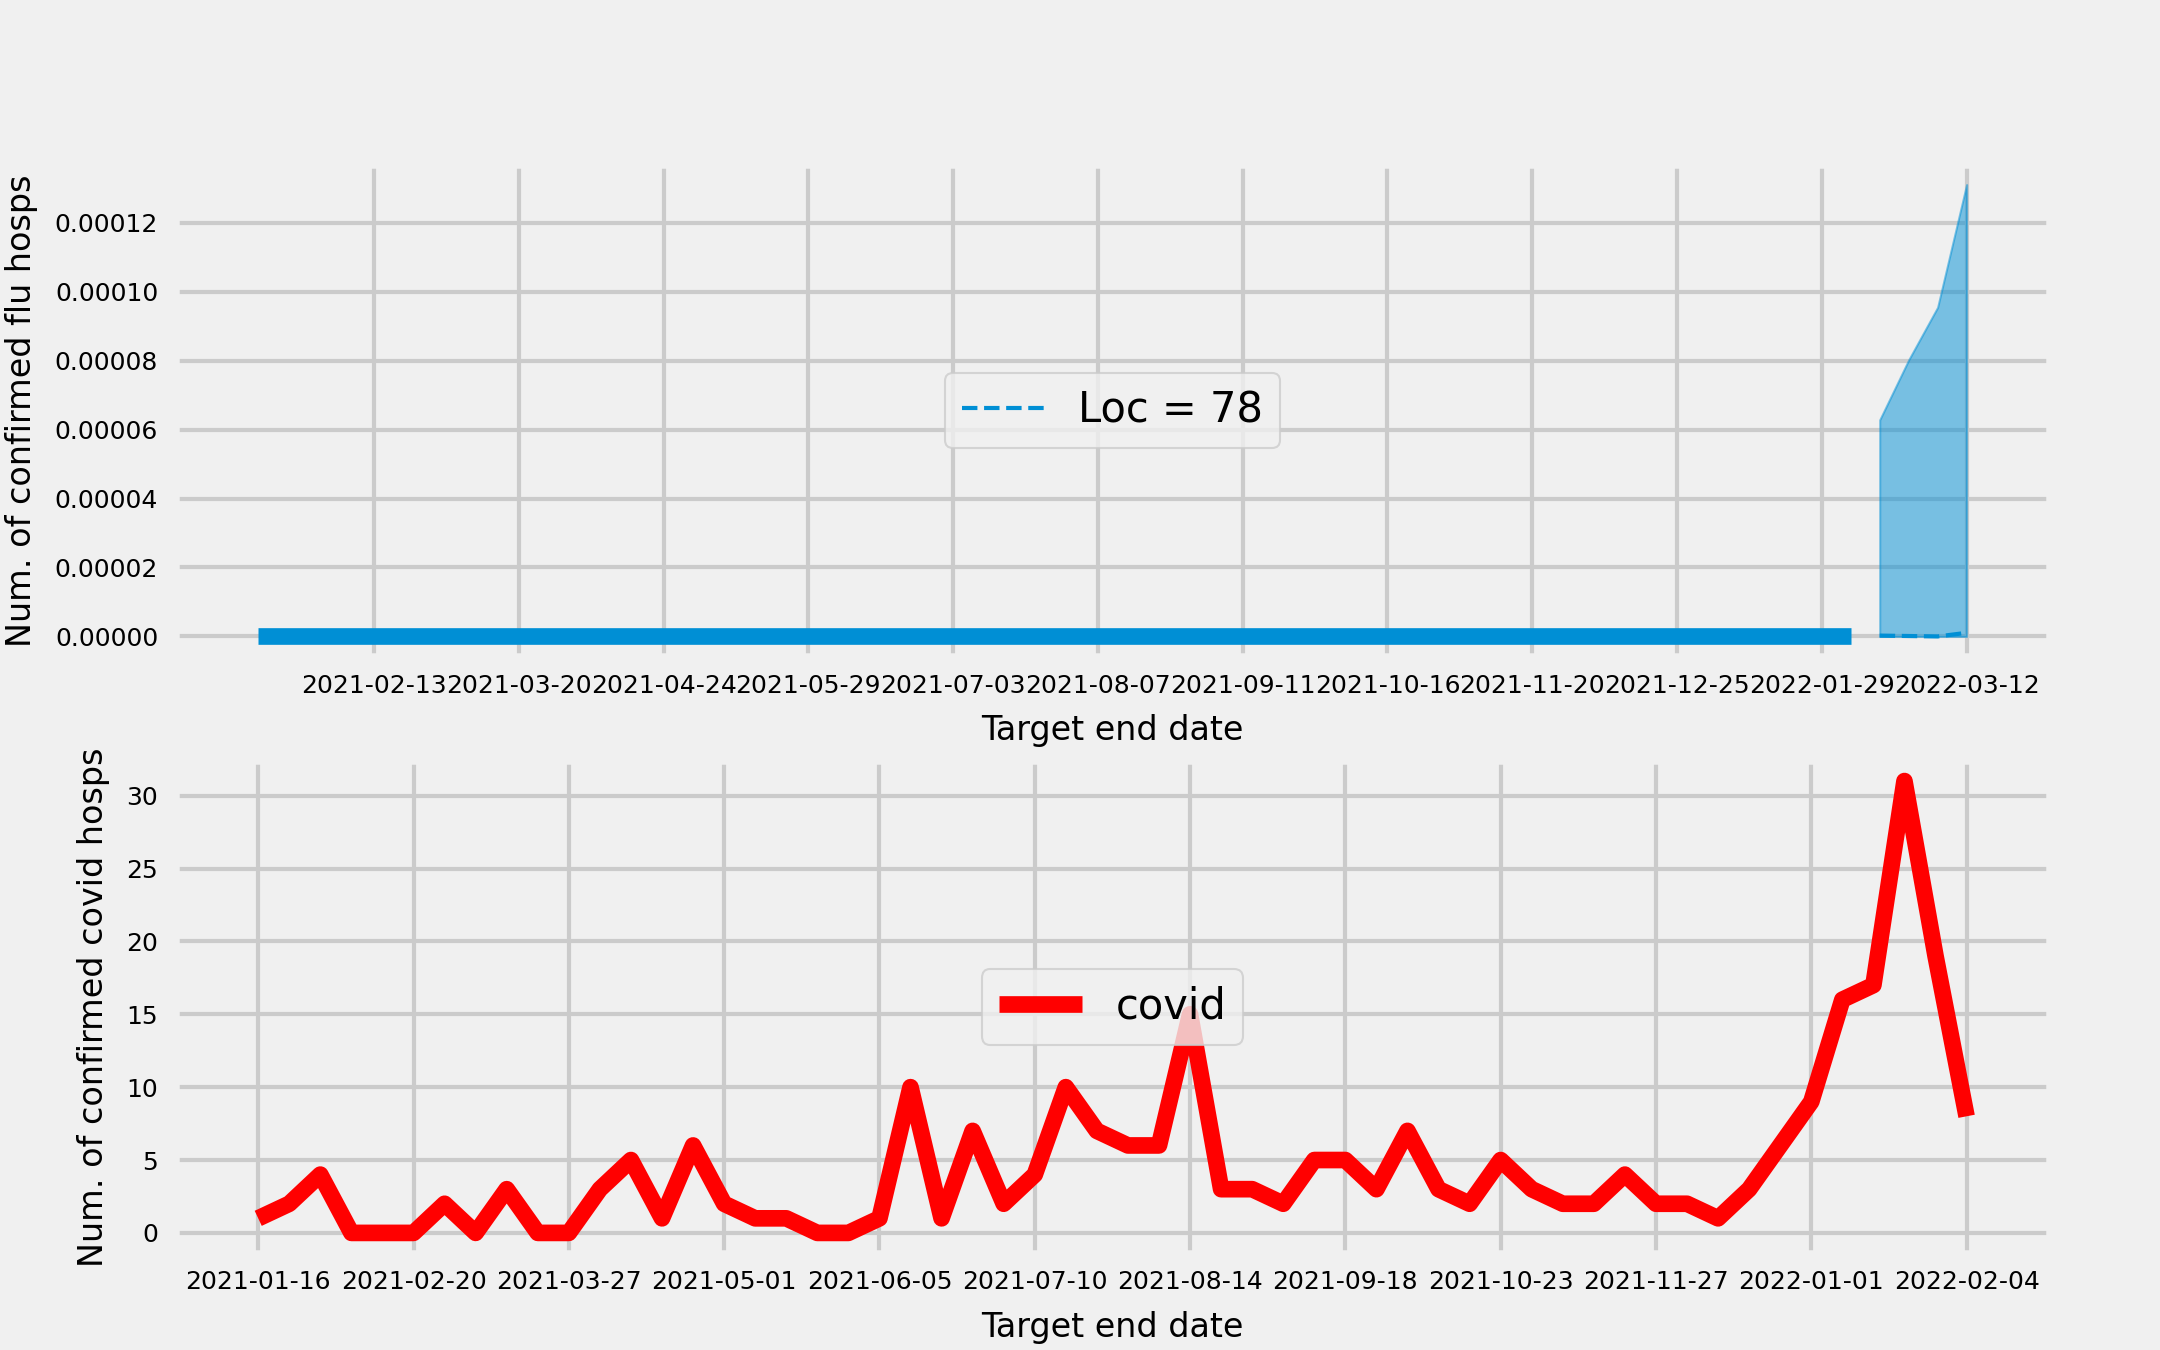 Num. of confirmed flu hosps
0.00012
0.00010
0.00008
0.00006
0.00004
0.00002
0.00000
Loc = 78
2021-02-13 2021-03-20 2021-04-24 2021-05-29 2021-07-03 2021-08-07 2021-09-11 2021-10-16 2021-11-20 2021-12-25 2022-01-29 2022-03-12
Target end date
Num. of confirmed covid hosps
30
25
20
15
10
5
0
covid
2021-01-16 2021-02-20 2021-03-27 2021-05-01 2021-06-05 2021-07-10 2021-08-14 2021-09-18 2021-10-23 2021-11-27 2022-01-01 2022-02-04
Target end date